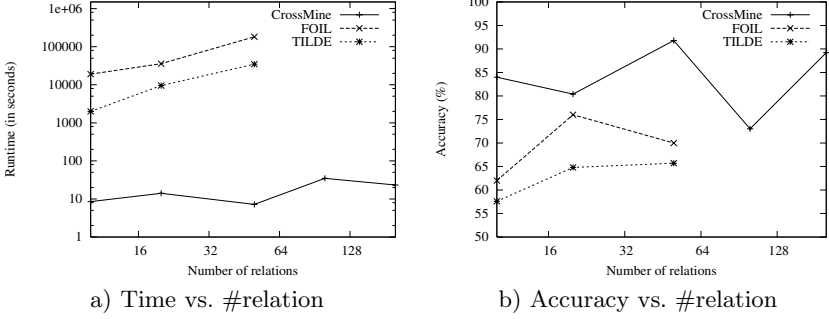 1e+06
100000
10000
1000
100
10
1
Runtime (in seconds)
CrossMine
FOIL
TILDE
16 32 64 128
Number of relations
a) Time vs. #relation
100
95
90
85
80
75
70
65
60
55
50
Accuracy (%)
CrossMine
FOIL
TILDE
16 32 64 128
Number of relations
b) Accuracy vs. #relation